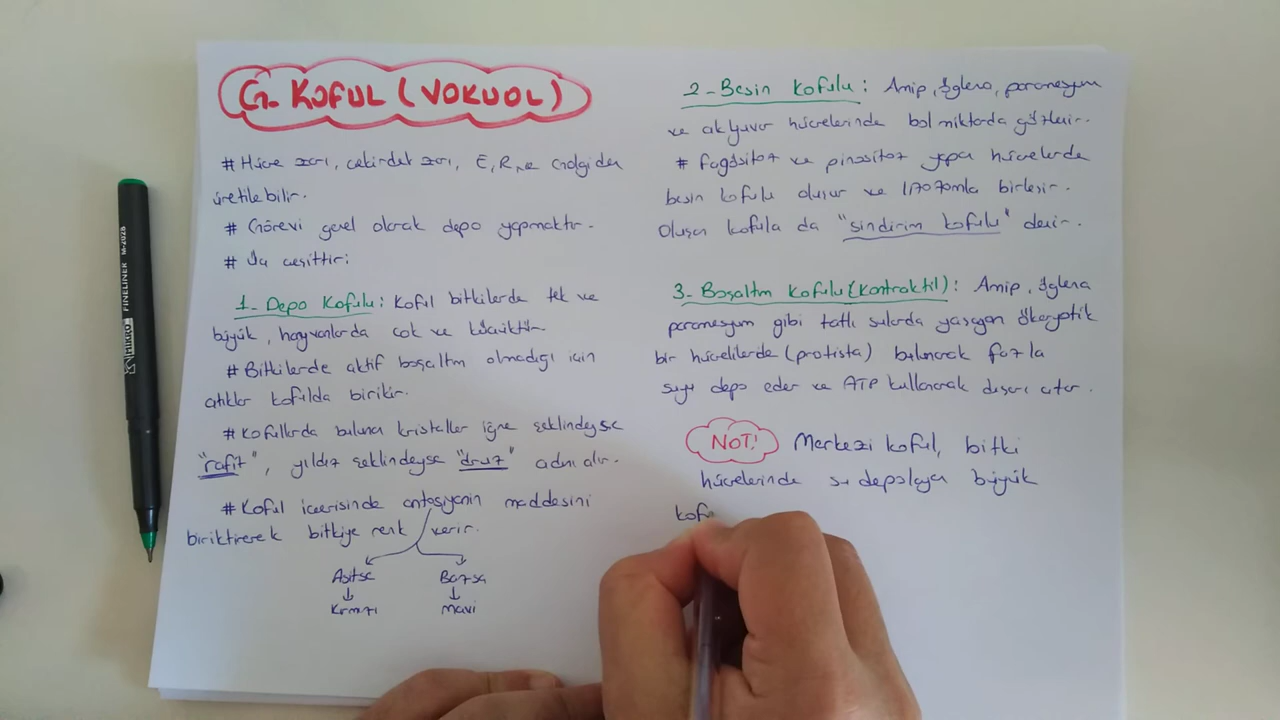 G. KOFUL (VOKUOL)
# Hücre zarı, çekirdek zarı, E,R, ve Golgiden
üretilebilir.
# Görevi genel olarak depo yapmaktır.
# Üç çeşittir:
1- Depo Kofulu: Koful bitkilerde tek ve
büyük, hayvanlarda çok ve küçüktür.
# Bitkilerde aktif boşaltım olmadığı için
atıklar kofulda birikir.
# Kofullarda bulunan kristaller iğne şeklindeyse
"rafit", yıldız şeklindeyse "druz" adını alır.
# Koful içerisinde antosiyanin maddesini
biriktirerek bitkiye renk verir.
Asitse Bazsa
Kırmızı Mavi
2- Besin Kofulu: Amip, öglena, paramesyum
ve akyuvar hücrelerinde bol miktarda gözlenir.
# Fagositoz ve pinositoz yapan hücrelerde
besin kofulu oluşur ve lizozomla birleşir.
Oluşan kofula da "sindirim kofulu" denir.
3- Boşaltım Kofulu (Kontraktil): Amip, öglena
paramesyum gibi tatlı sularda yaşayan ökaryotik
bir hücrelilerde (protista) bulunarak fazla
suyu depo eder ve ATP kullanarak dışarı atar.
NOT! Merkezi koful, bitki
hücrelerinde su depolayan büyük
kofu
MIKRO FINELINER M-2028